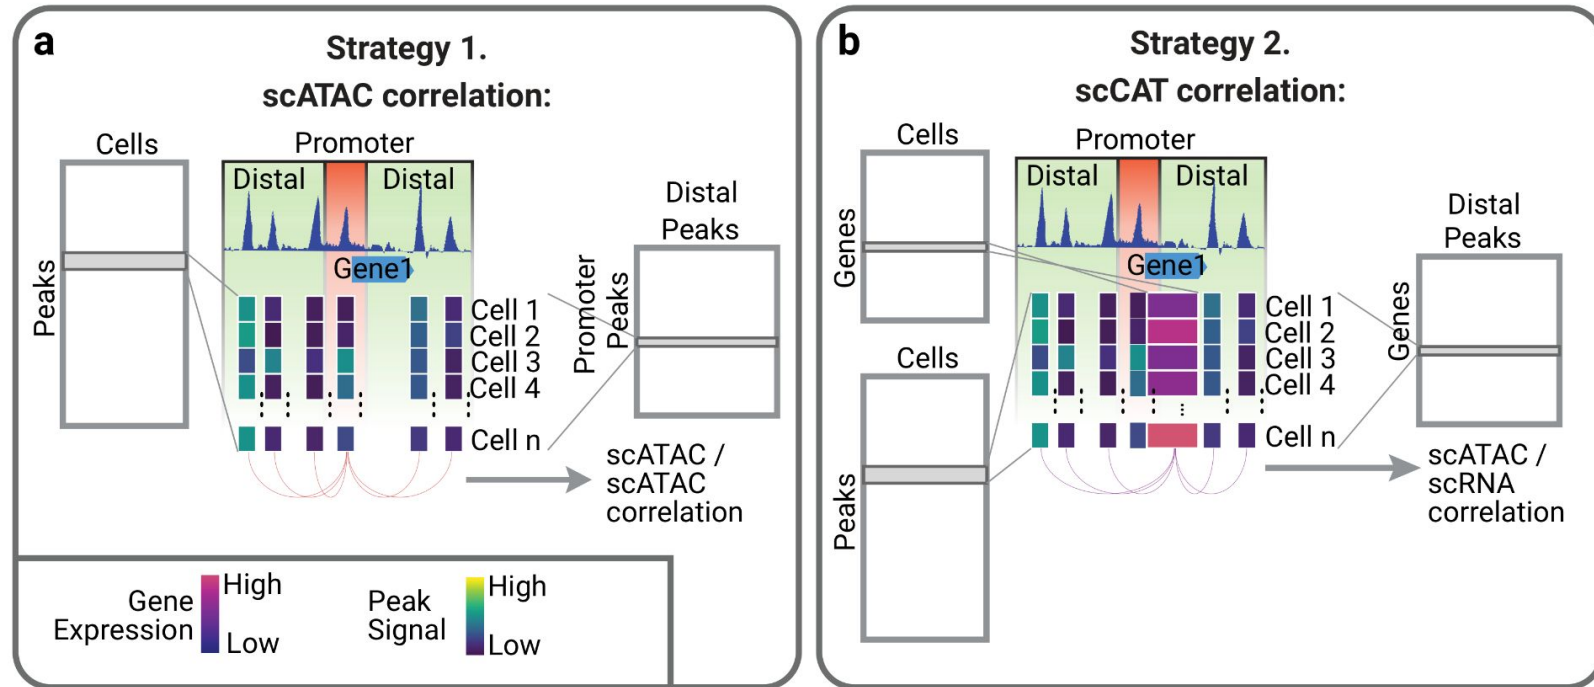 a
Strategy 1.
scATAC correlation:
Cells
Promoter
Distal
Distal
Peaks
Gene1
Cell 1
Cell 2
Cell 3
Cell 4
Cell n
Distal
Peaks
Promoter
Peaks
scATAC /
scATAC
correlation
Gene
Expression
High
Low
Peak
Signal
High
Low
b
Strategy 2.
scCAT correlation:
Cells
Genes
Cells
Peaks
Promoter
Distal
Distal
Gene1
Cell 1
Cell 2
Cell 3
Cell 4
Cell n
Distal
Peaks
Genes
scATAC /
scRNA
correlation